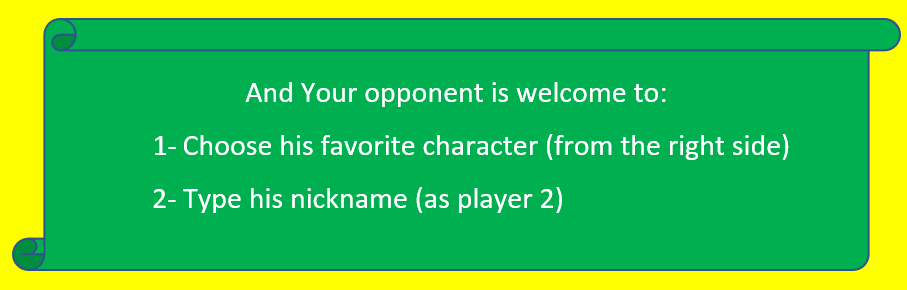 And Your opponent is welcome to:
1- Choose his favorite character (from the right side)
2- Type his nickname (as player 2)